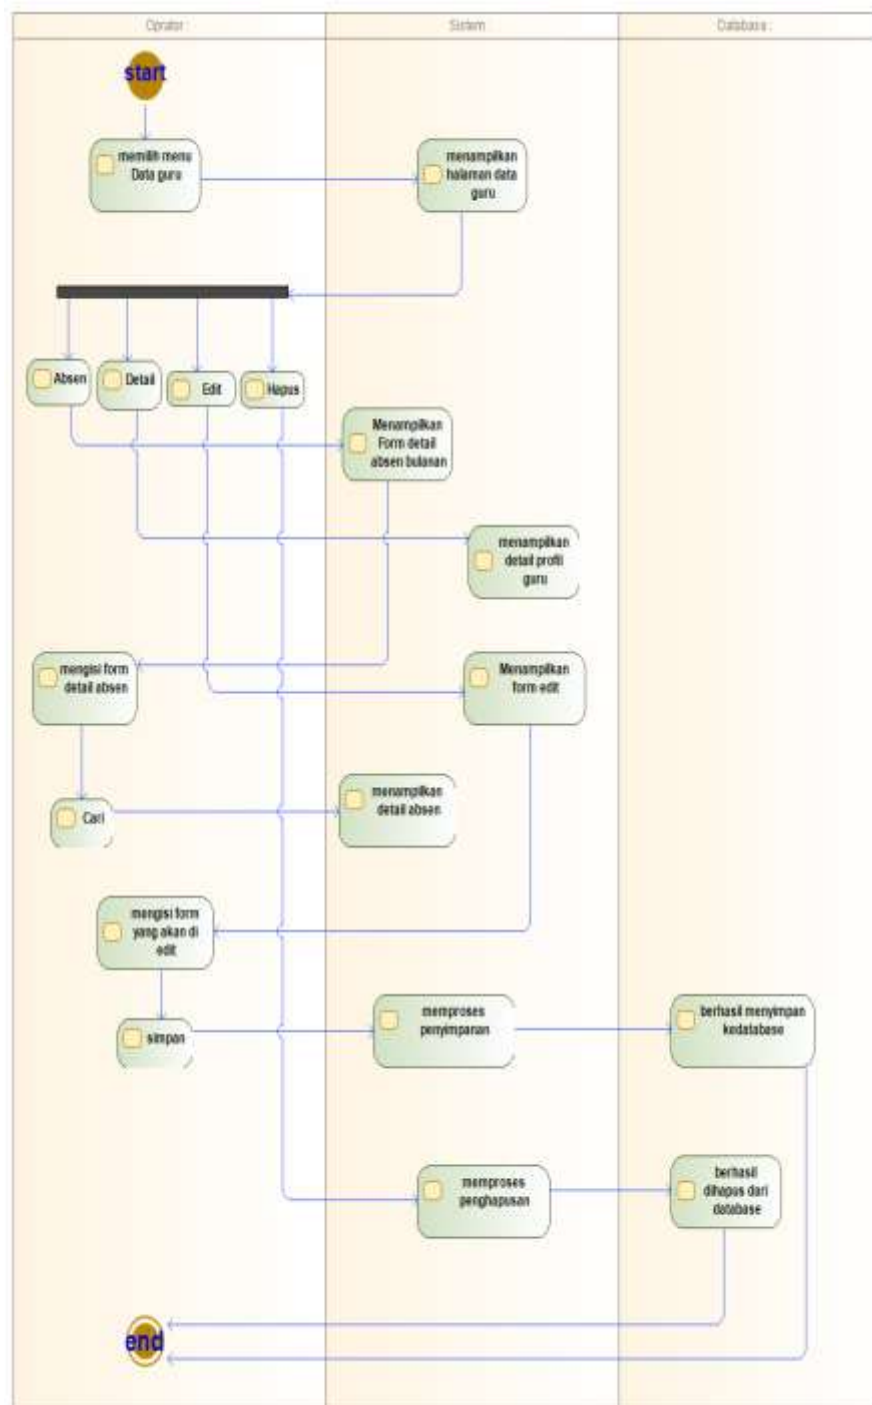 Oprator :
Sistem
Database :
start
memilih menu
Data guru
menampilkan
halaman data
guru
Absen
Detail
Edit
Hapus
Menampilkan
Form detail
absen bulanan
menampilkan
detail profil
guru
mengisi form
detail absen
Menampilkan
form edit
menampilkan
detail absen
Cari
mengisi form
yang akan di
edit
simpan
memproses
penyimpanan
berhasil menyimpan
kedatabase
memproses
penghapusan
berhasil
dihapus dari
database
end